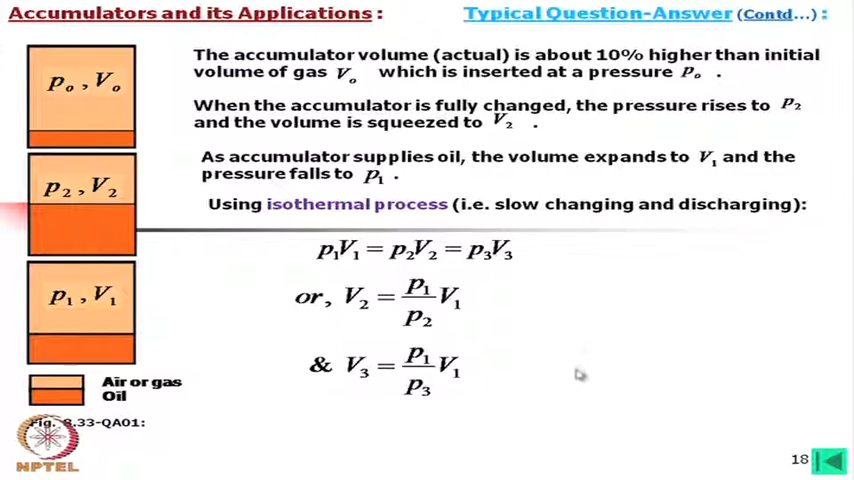 Accumulators and its Applications :
Typical Question-Answer (Contd...) :
p₀ , V₀
The accumulator volume (actual) is about 10% higher than initial
volume of gas V₀ which is inserted at a pressure p₀ .
When the accumulator is fully changed, the pressure rises to p₂
and the volume is squeezed to V₂ .
p₂ , V₂
As accumulator supplies oil, the volume expands to V₁ and the
pressure falls to p₁ .
Using isothermal process (i.e. slow changing and discharging):
p₁V₁ = p₂V₂ = p₃V₃
p₁ , V₁
or, V₂ = p₁/p₂ V₁
& V₃ = p₁/p₃ V₁
Air or gas
Oil
Fig. 8.33-QA01:
NPTEL
18